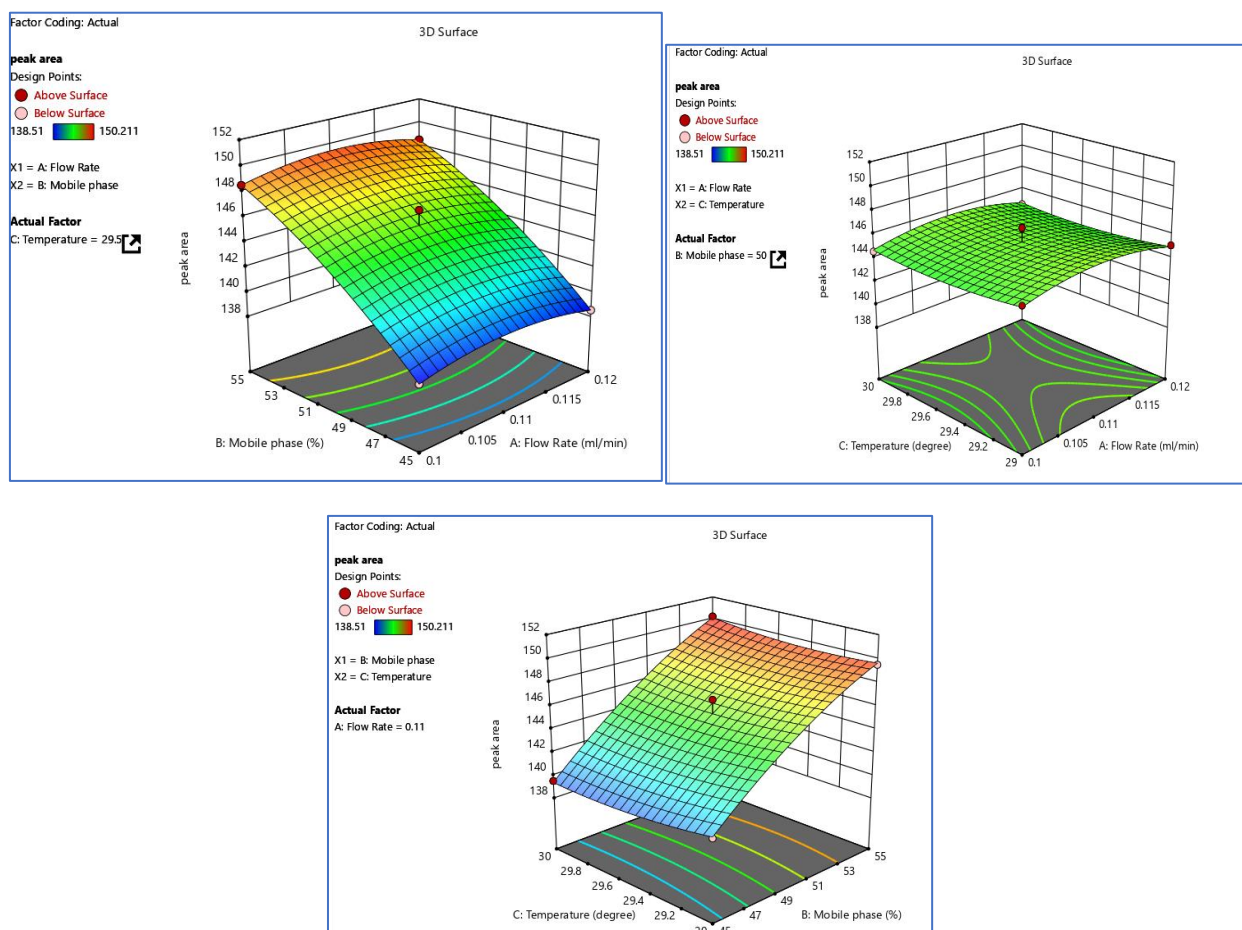 Factor Coding: Actual
3D Surface
peak area
Design Points:
Above Surface
Below Surface
138.51 150.211
X1 = A: Flow Rate
X2 = B: Mobile phase
Actual Factor
C: Temperature = 29.5
152
150
148
146
144
142
140
138
peak area
55
53
51
49
47
45
B: Mobile phase (%)
0.1
0.105
0.11
0.115
0.12
A: Flow Rate (ml/min)
Factor Coding: Actual
3D Surface
peak area
Design Points:
Above Surface
Below Surface
138.51 150.211
X1 = A: Flow Rate
X2 = C: Temperature
Actual Factor
B: Mobile phase = 50
152
150
148
146
144
142
140
138
peak area
30
29.8
29.6
29.4
29.2
29
C: Temperature (degree)
0.1
0.105
0.11
0.115
0.12
A: Flow Rate (ml/min)
Factor Coding: Actual
3D Surface
peak area
Design Points:
Above Surface
Below Surface
138.51 150.211
X1 = B: Mobile phase
X2 = C: Temperature
Actual Factor
A: Flow Rate = 0.11
152
150
148
146
144
142
140
138
peak area
30
29.8
29.6
29.4
29.2
C: Temperature (degree)
47
49
51
53
55
B: Mobile phase (%)